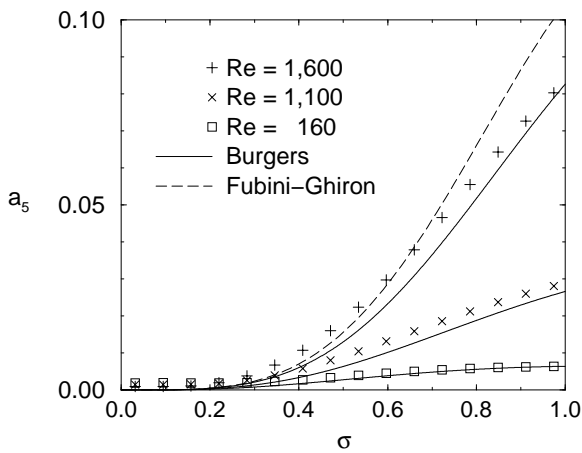 0.10
+ Re = 1,600
× Re = 1,100
□ Re = 160
Burgers
Fubini−Ghiron
a5
0.05
0.00
0.0 0.2 0.4 0.6 0.8 1.0
σ